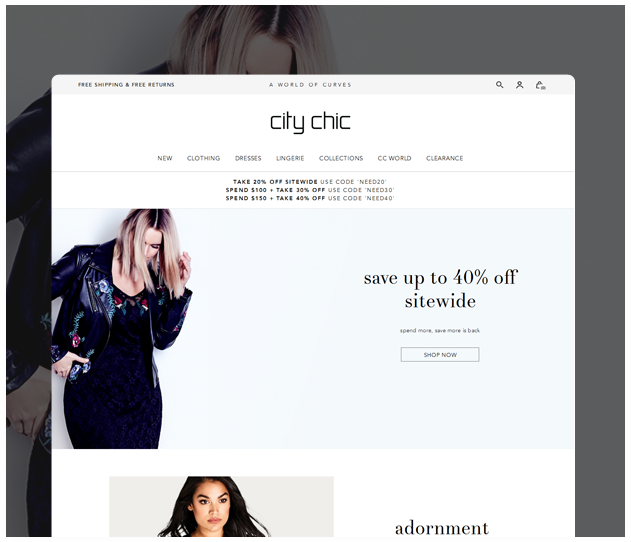 FREE SHIPPING & FREE RETURNS
A WORLD OF CURVES
(0)
city chic
NEW CLOTHING DRESSES LINGERIE COLLECTIONS CC WORLD CLEARANCE
TAKE 20% OFF SITEWIDE USE CODE 'NEED20'
SPEND $100 + TAKE 30% OFF USE CODE 'NEED30'
SPEND $150 + TAKE 40% OFF USE CODE 'NEED40'
save up to 40% off
sitewide
spend more, save more is back
SHOP NOW
adornment